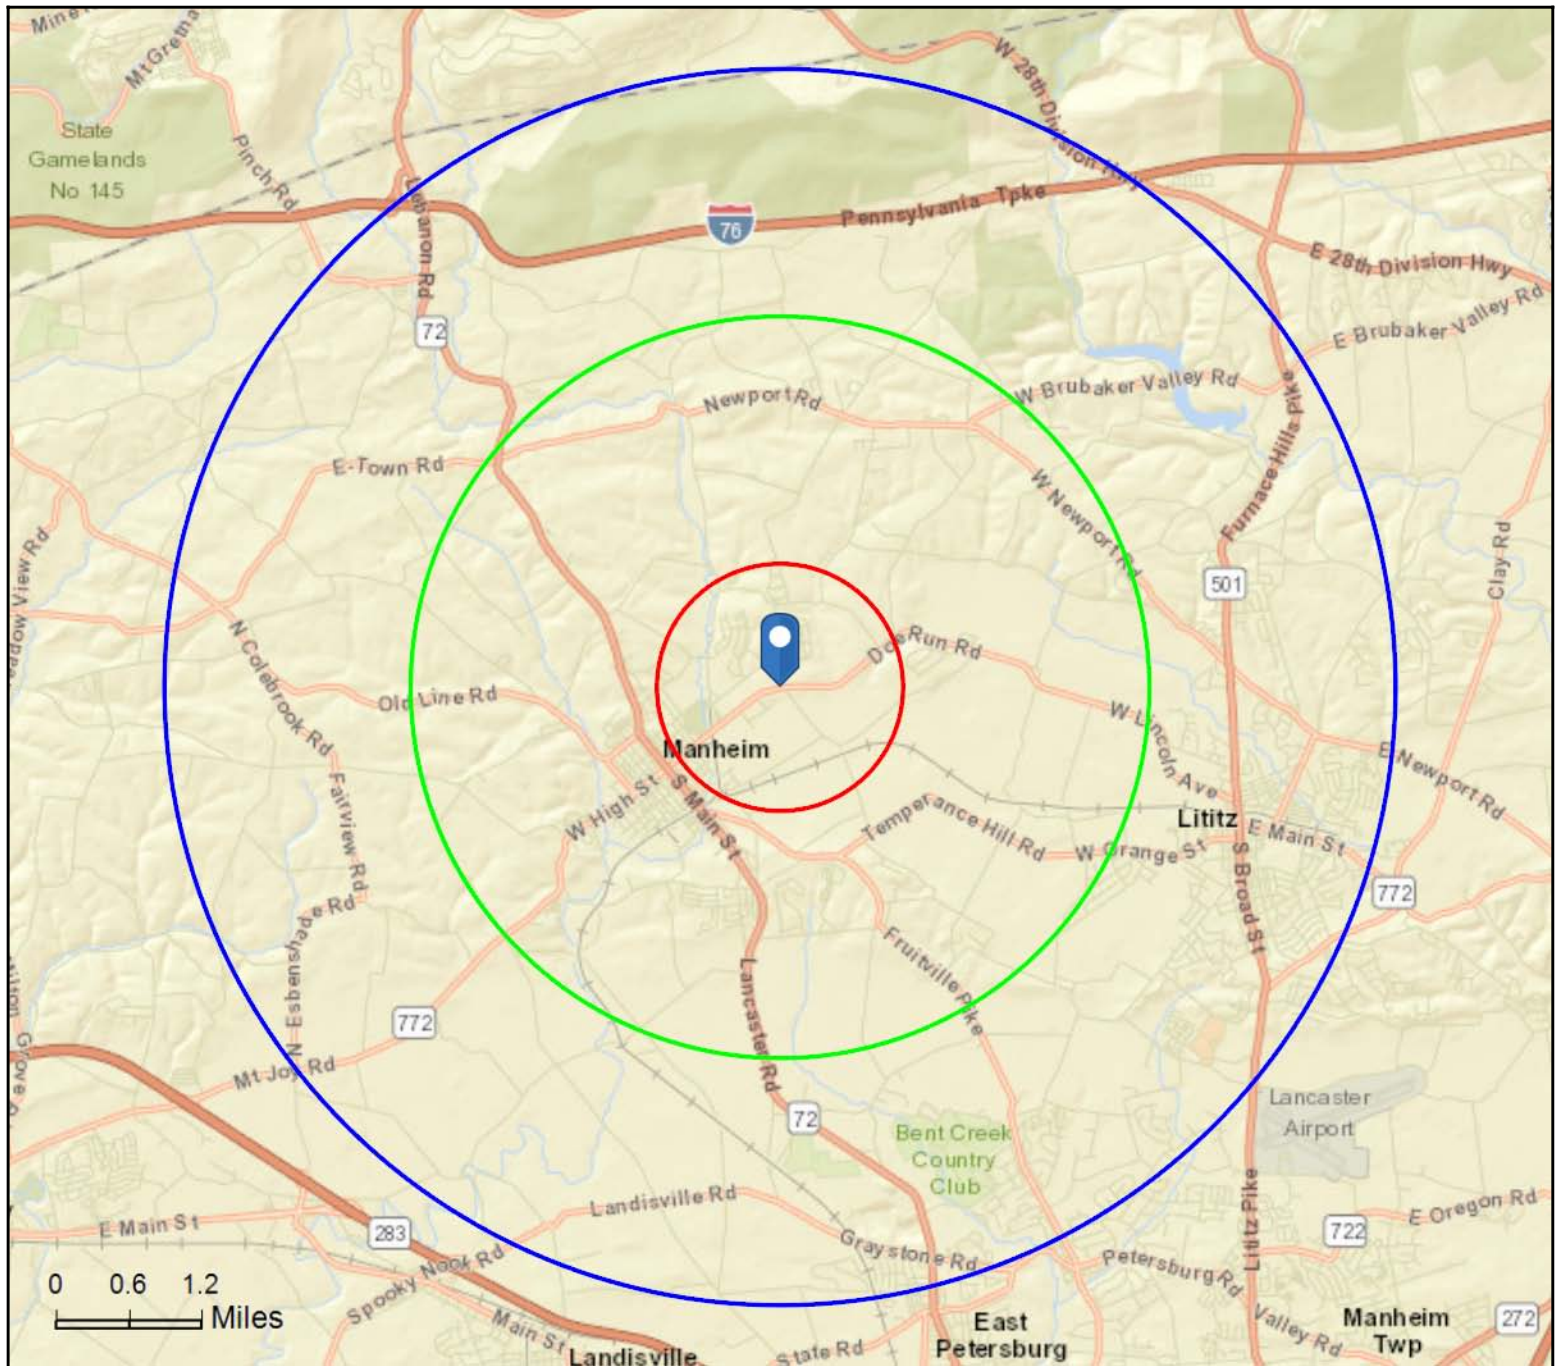 Mt Gretna
W 28th Division Hwy
State
Gamelands
No 145
Pinch Rd
Lebanon Rd
76
Pennsylvania Tpke
E 28th Division Hwy
E Brubaker Valley Rd
72
W Brubaker Valley Rd
Newport Rd
Furnace Hills Pike
E-Town Rd
W Newport Rd
Clay Rd
501
N Colebrook Rd
Doe Run Rd
Old Line Rd
W Lincoln Ave
Manheim
E Newport Rd
W High St
S Main St
Fairview Rd
Temperance Hill Rd
Lititz
E Main St
W Orange St
S Broad St
772
N Esbenshade Rd
Fruitville Pike
Lancaster Rd
772
Mt Joy Rd
Lancaster
Airport
72
Bent Creek
Country
Club
Landisville Rd
Lititz Pike
E Oregon Rd
E Main St
283
722
Graystone Rd
Spooky Nook Rd
Petersburg Rd
0 0.6 1.2
Miles
Main St
Landisville
State Rd
East
Petersburg
Valley Rd
Manheim
Twp
272